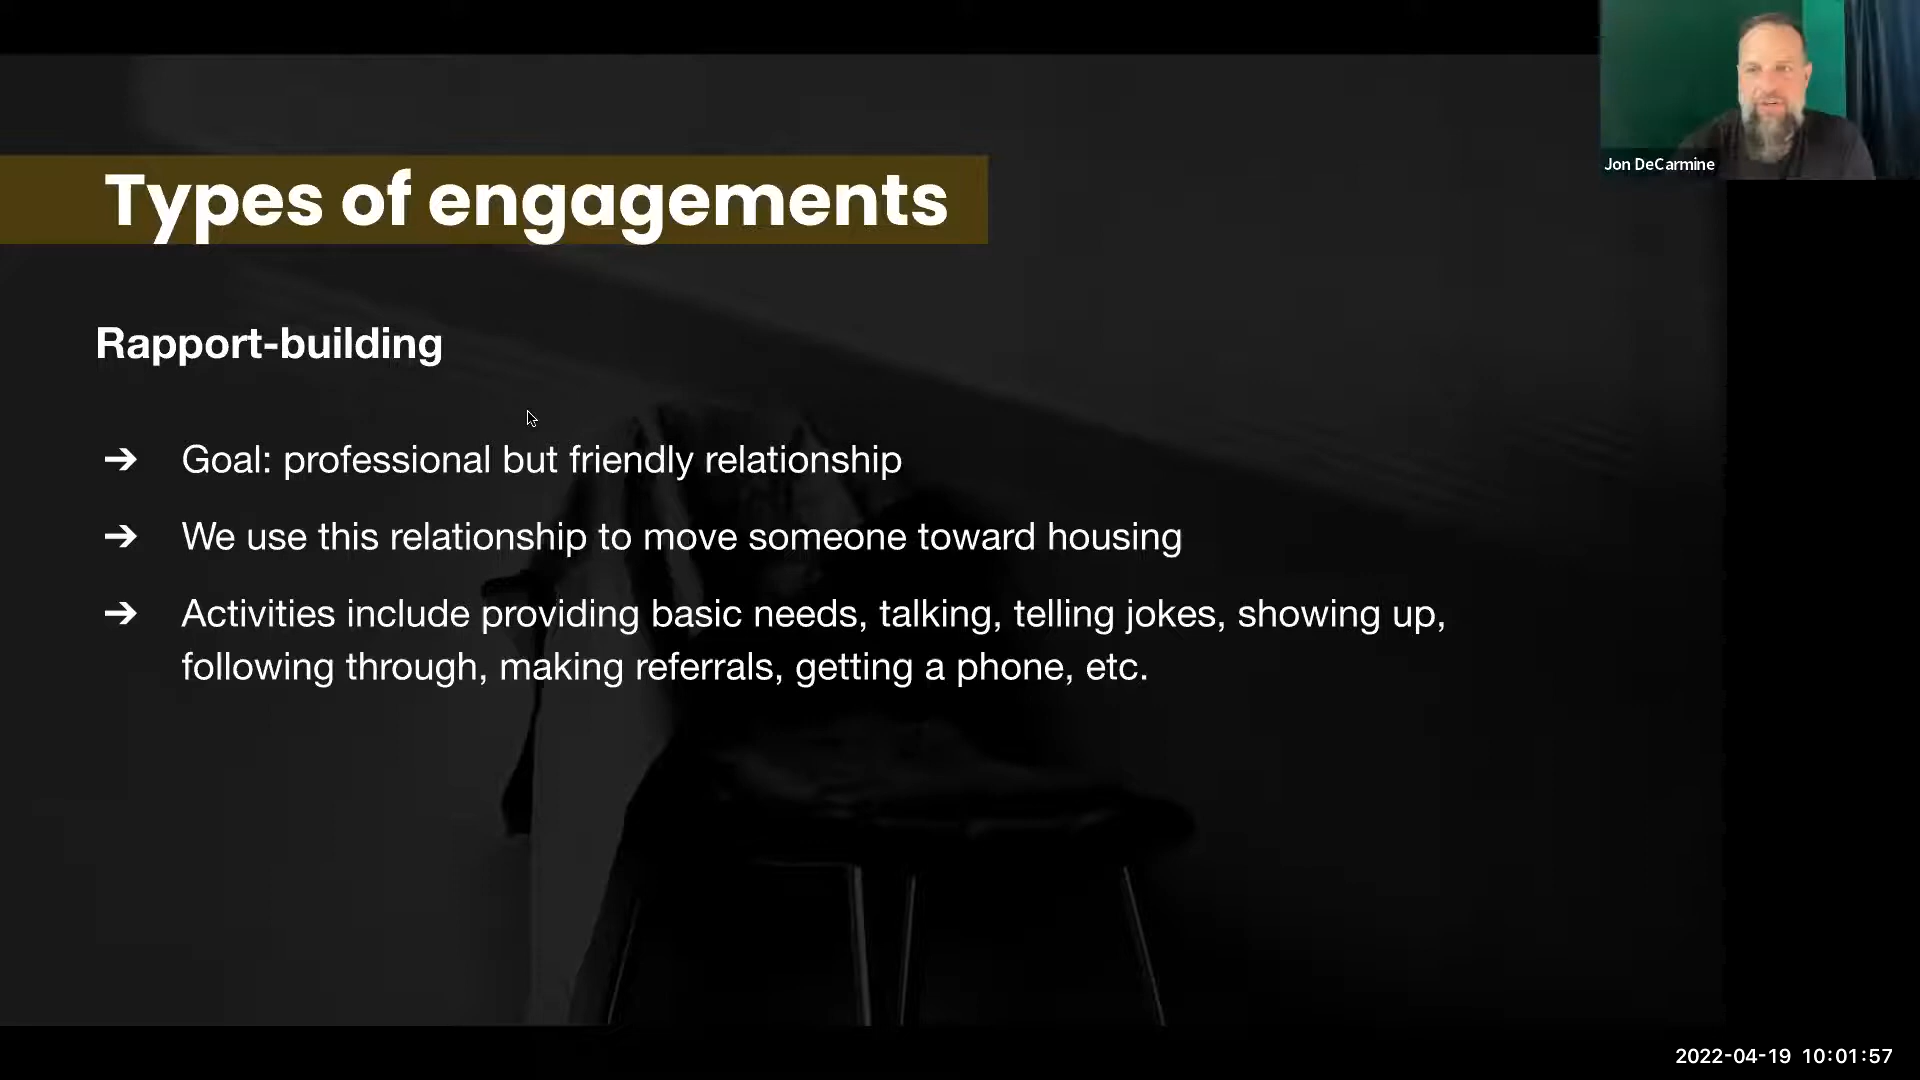 Jon DeCarmine
Types of engagements
Rapport-building
➔ Goal: professional but friendly relationship
➔ We use this relationship to move someone toward housing
➔ Activities include providing basic needs, talking, telling jokes, showing up,
following through, making referrals, getting a phone, etc.
2022-04-19 10:01:57